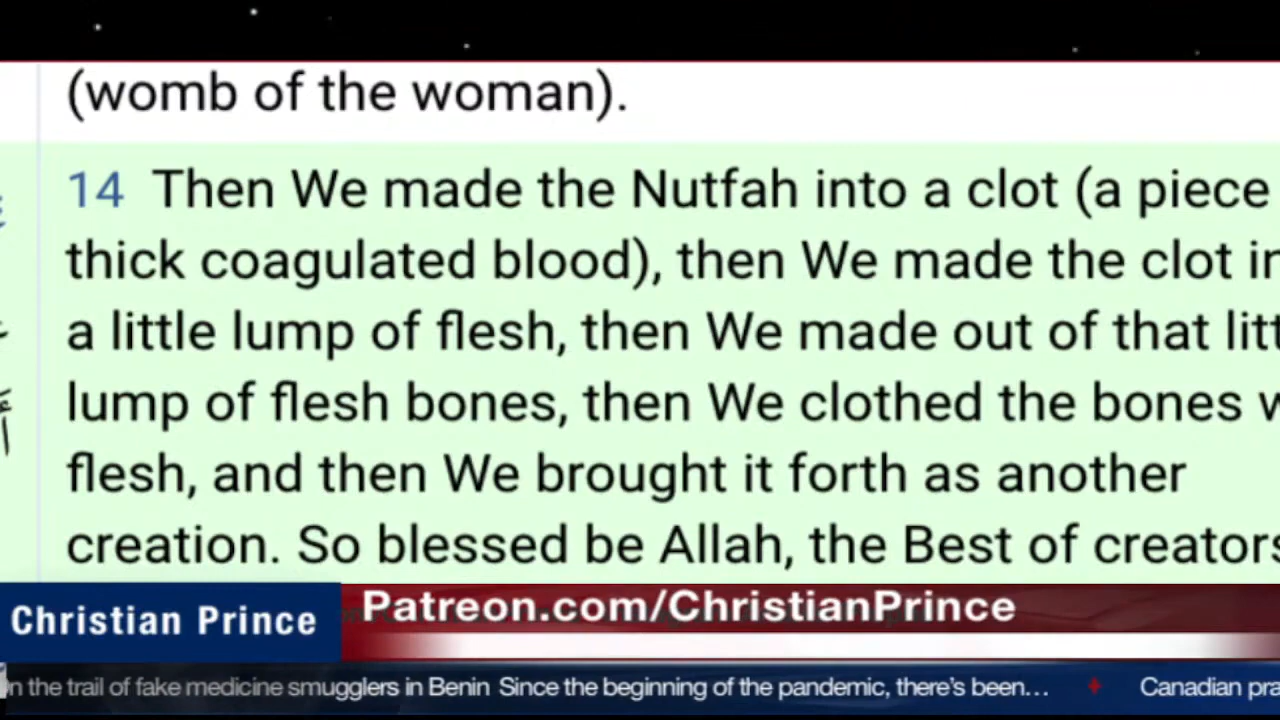 (womb of the woman).
14 Then We made the Nutfah into a clot (a piece
thick coagulated blood), then We made the clot in
a little lump of flesh, then We made out of that litt
lump of flesh bones, then We clothed the bones w
flesh, and then We brought it forth as another
creation. So blessed be Allah, the Best of creators
Christian Prince
Patreon.com/ChristianPrince
n the trail of fake medicine smugglers in Benin Since the beginning of the pandemic, there's been... Canadian pra